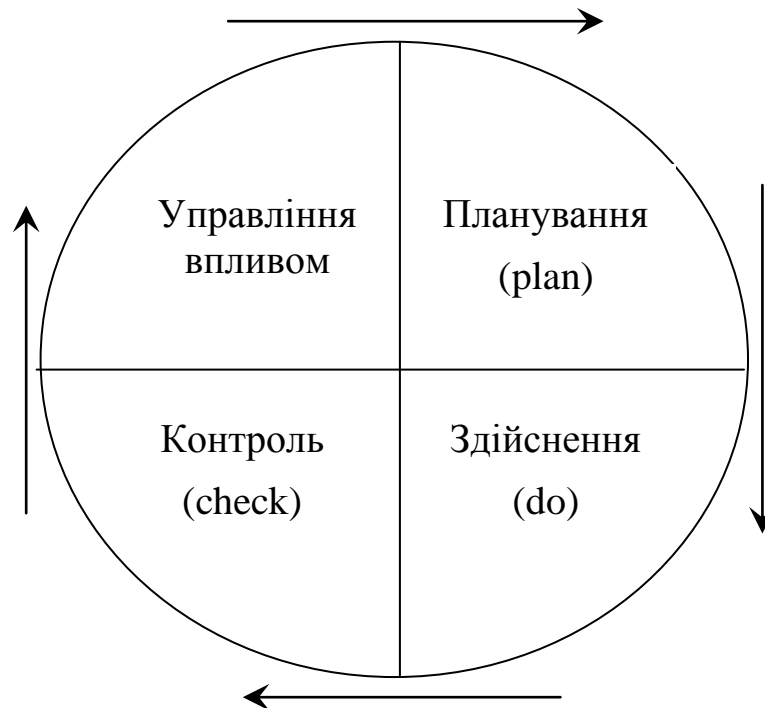 Управління
впливом
Планування
(plan)
Контроль
(check)
Здійснення
(do)